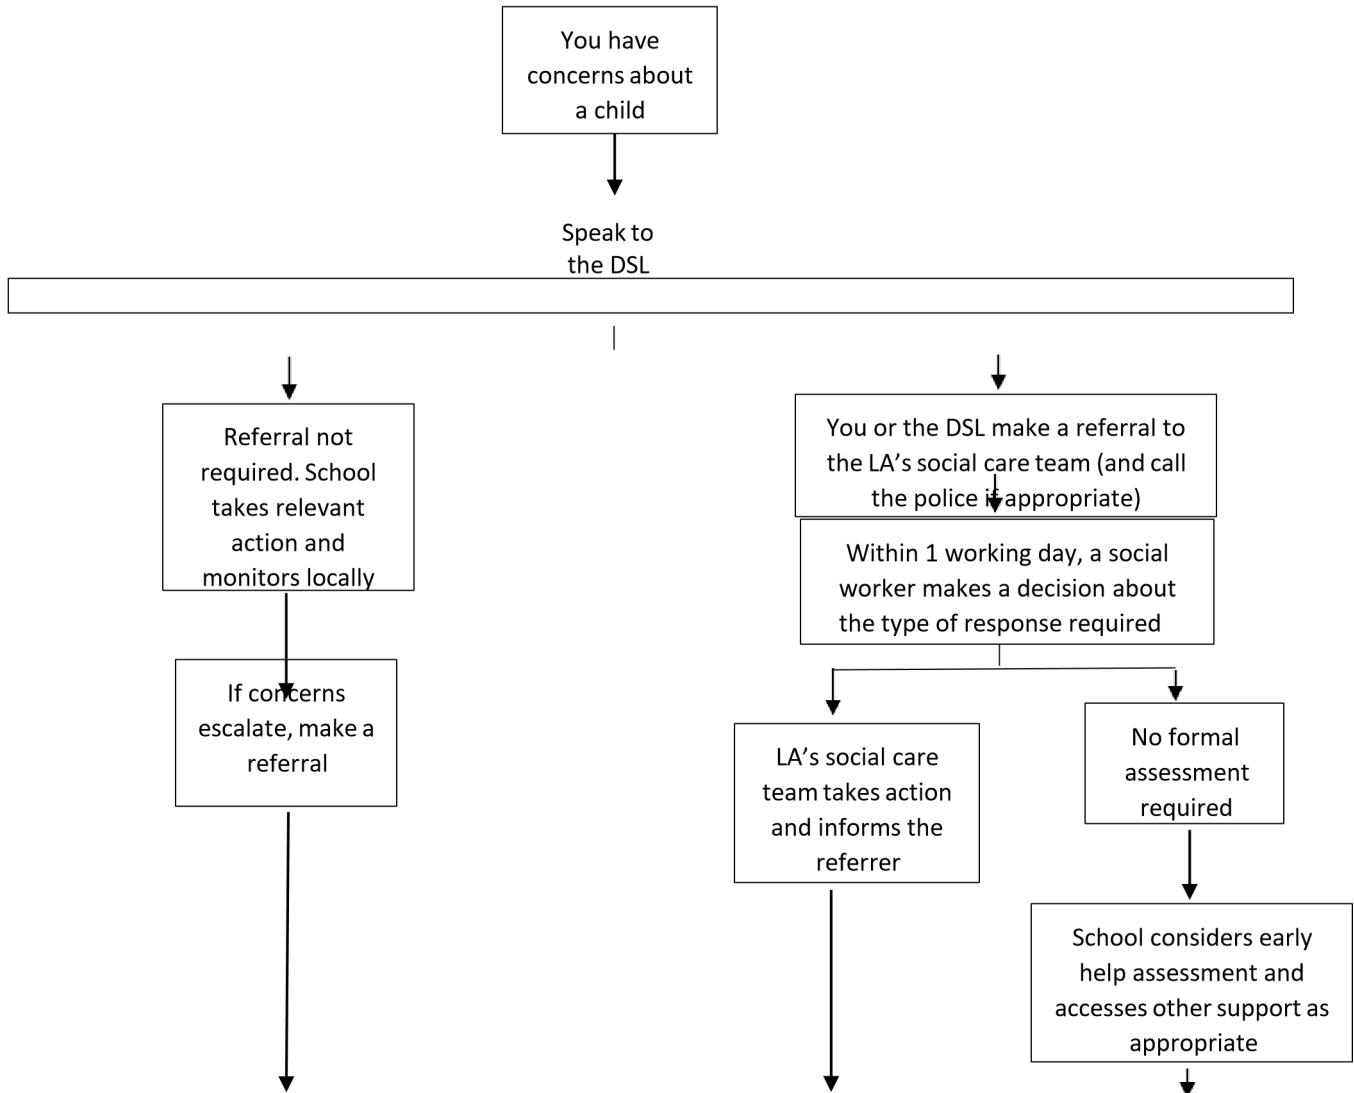 You have
concerns about
a child
Speak to
the DSL
Referral not
required. School
takes relevant
action and
monitors locally
If concerns
escalate, make a
referral
You or the DSL make a referral to
the LA’s social care team (and call
the police if appropriate)
Within 1 working day, a social
worker makes a decision about
the type of response required
LA’s social care
team takes action
and informs the
referrer
No formal
assessment
required
School considers early
help assessment and
accesses other support as
appropriate